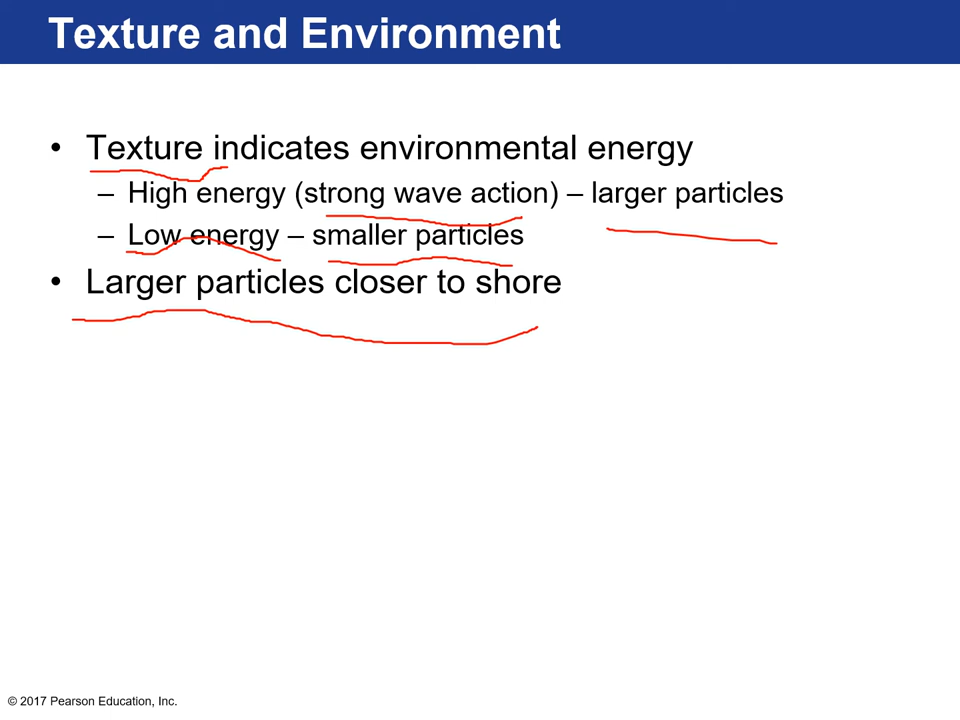 Texture and Environment
• Texture indicates environmental energy
– High energy (strong wave action) – larger particles
– Low energy – smaller particles
• Larger particles closer to shore
© 2017 Pearson Education, Inc.